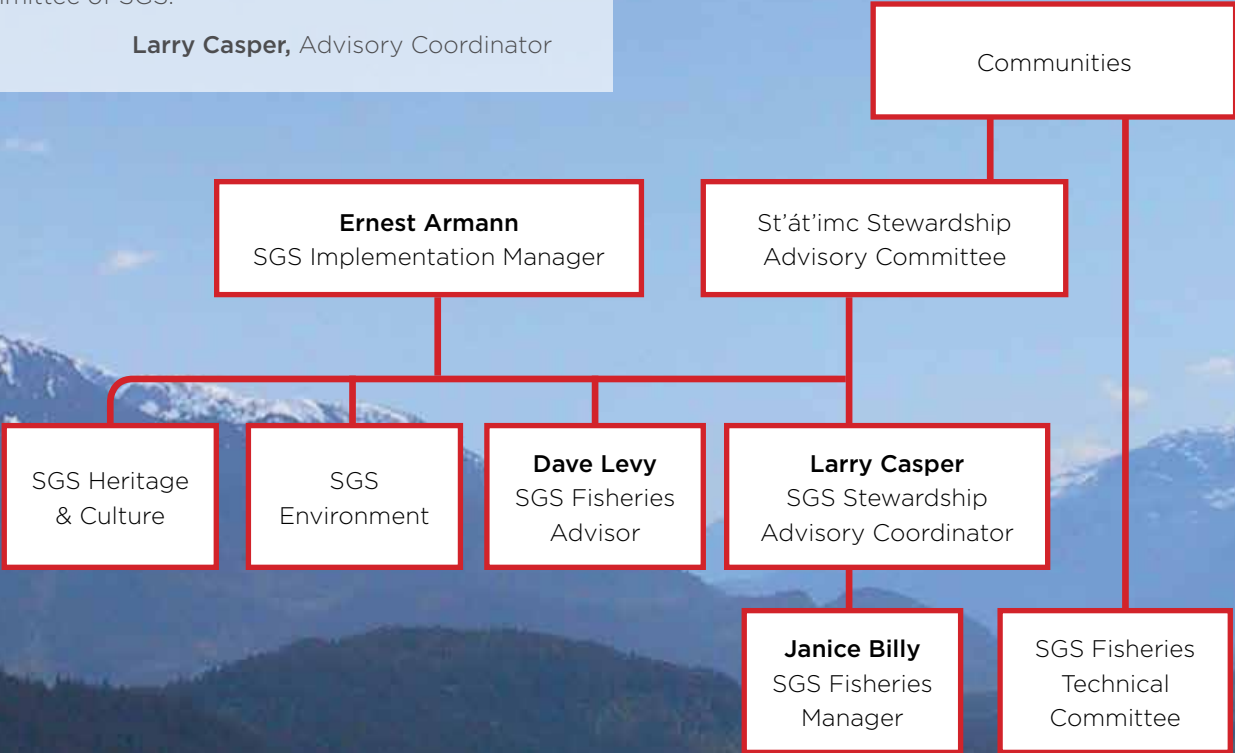 of SGS.
Larry Casper, Advisory Coordinator
Communities
Ernest Armann
SGS Implementation Manager
St'át'imc Stewardship
Advisory Committee
SGS Heritage
& Culture
SGS
Environment
Dave Levy
SGS Fisheries
Advisor
Larry Casper
SGS Stewardship
Advisory Coordinator
Janice Billy
SGS Fisheries
Manager
SGS Fisheries
Technical
Committee